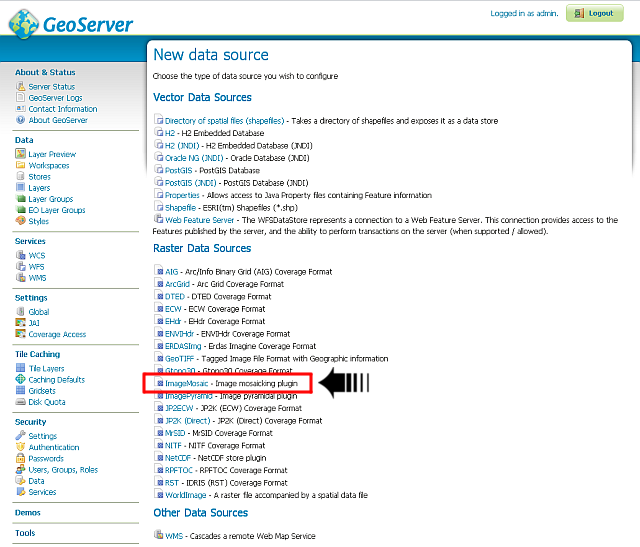 GeoServer
Logged in as admin.
Logout
About & Status
Server Status
GeoServer Logs
Contact Information
About GeoServer
Data
Layer Preview
Workspaces
Stores
Layers
Layer Groups
EO Layer Groups
Styles
Services
WCS
WFS
WMS
Settings
Global
JAI
Coverage Access
Tile Caching
Tile Layers
Caching Defaults
Gridsets
Disk Quota
Security
Settings
Authentication
Passwords
Users, Groups, Roles
Data
Services
Demos
Tools
New data source
Choose the type of data source you wish to configure
Vector Data Sources
Directory of spatial files (shapefiles) - Takes a directory of shapefiles and exposes it as a data store
H2 - H2 Embedded Database
H2 (JNDI) - H2 Embedded Database (JNDI)
Oracle NG (JNDI) - Oracle Database (JNDI)
PostGIS - PostGIS Database
PostGIS (JNDI) - PostGIS Database (JNDI)
Properties - Allows access to Java Property files containing Feature information
Shapefile - ESRI(tm) Shapefiles (*.shp)
Web Feature Server - The WFSDataStore represents a connection to a Web Feature Server. This connection provides access to the
Features published by the server, and the ability to perform transactions on the server (when supported / allowed).
Raster Data Sources
AIG - Arc/Info Binary Grid (AIG) Coverage Format
ArcGrid - Arc Grid Coverage Format
DTED - DTED Coverage Format
ECW - ECW Coverage Format
EHdr - EHdr Coverage Format
ENVIHdr - ENVIHdr Coverage Format
ERDASImg - Erdas Imagine Coverage Format
GeoTIFF - Tagged Image File Format with Geographic information
Gtopo30 - Gtopo30 Coverage Format
ImageMosaic - Image mosaicking plugin
ImagePyramid - Image pyramidal plugin
JP2ECW - JP2K (ECW) Coverage Format
JP2K (Direct) - JP2K (Direct) Coverage Format
MrSID - MrSID Coverage Format
NITF - NITF Coverage Format
NetCDF - NetCDF store plugin
RPFTOC - RPFTOC Coverage Format
RST - IDRISI (RST) Coverage Format
WorldImage - A raster file accompanied by a spatial data file
Other Data Sources
WMS - Cascades a remote Web Map Service